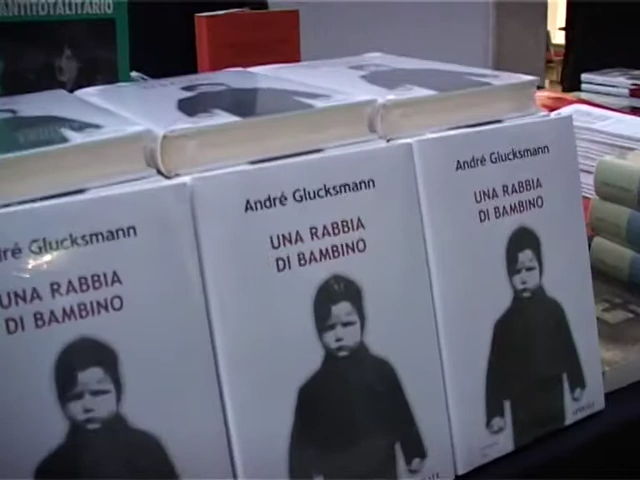 ANTITOTALITARIO
André Glucksmann
UNA RABBIA
DI BAMBINO
André Glucksmann
UNA RABBIA
DI BAMBINO
ré Glucksmann
UNA RABBIA
DI BAMBINO